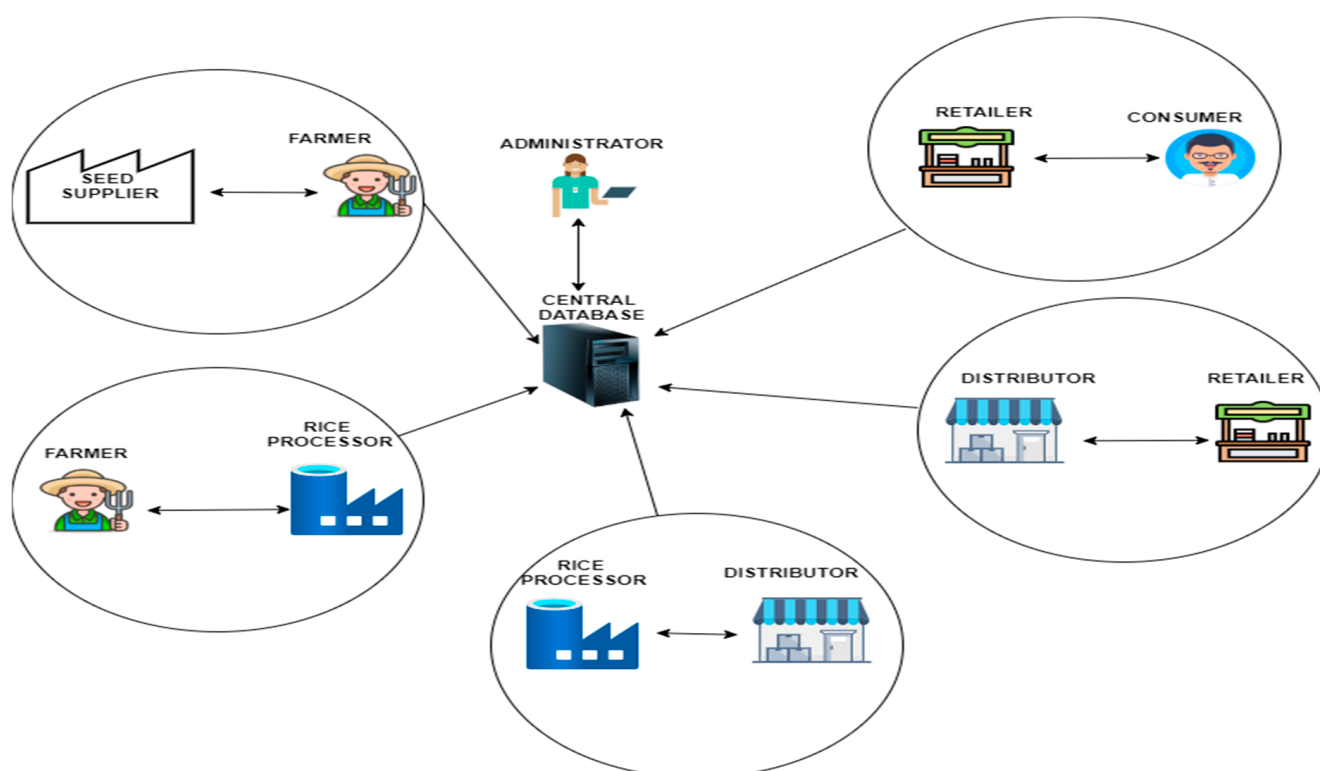 FARMER
SEED
SUPPLIER
ADMINISTRATOR
RETAILER
CONSUMER
CENTRAL
DATABASE
DISTRIBUTOR
RETAILER
FARMER
RICE
PROCESSOR
RICE
PROCESSOR
DISTRIBUTOR